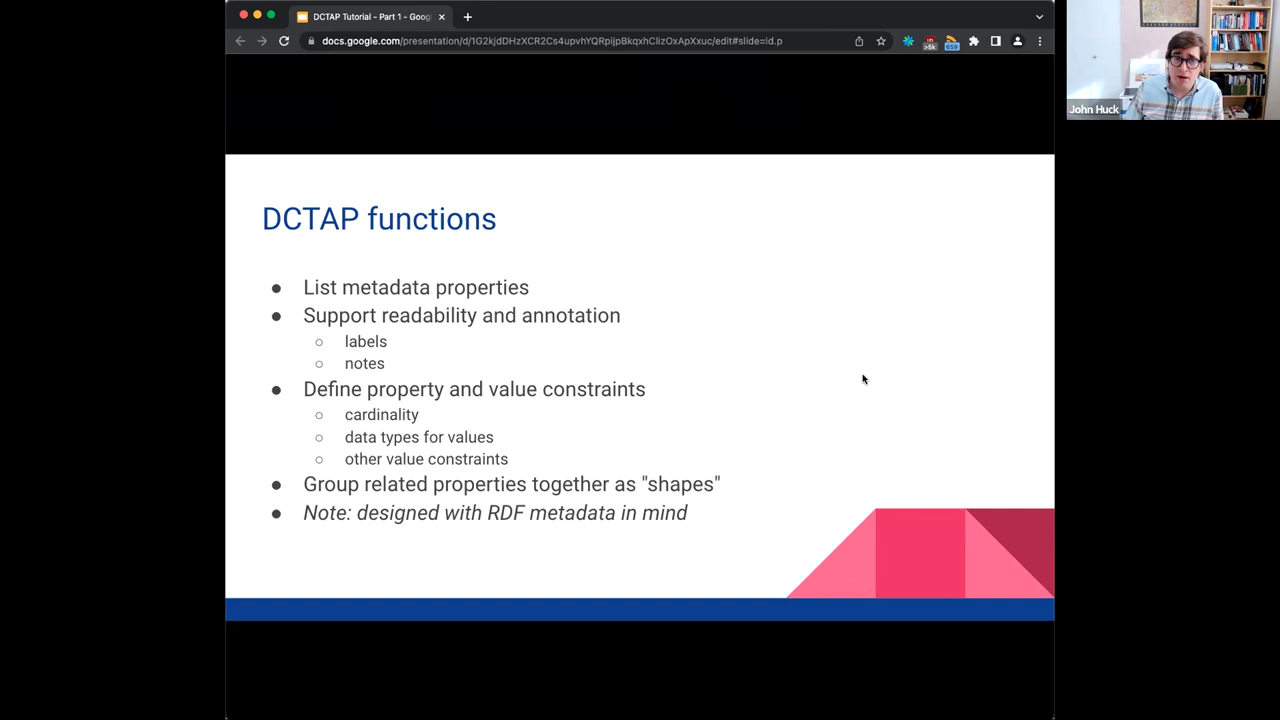 DCTAP Tutorial - Part 1 - Goog
docs.google.com/presentation/d/1G2kjdDHzXCR2Cs4upvhYQRpijpBkqxhClizOxApXxuc/edit#slide=id.p
>5k
659
John Huck
DCTAP functions
● List metadata properties
● Support readability and annotation
○ labels
○ notes
● Define property and value constraints
○ cardinality
○ data types for values
○ other value constraints
● Group related properties together as "shapes"
● Note: designed with RDF metadata in mind